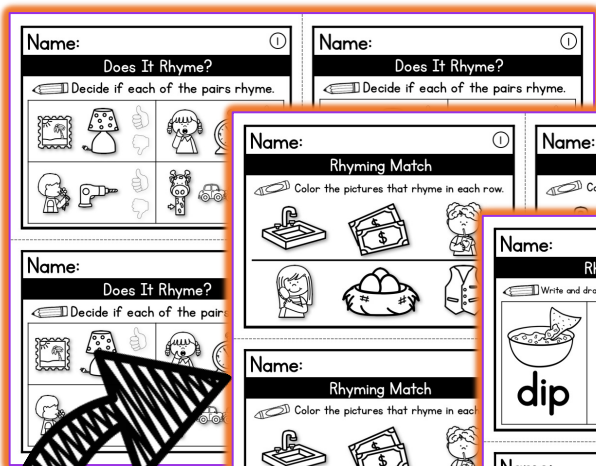 Name:
1
Does It Rhyme?
Decide if each of the pairs rhyme.
Name:
1
Does It Rhyme?
Decide if each of the pairs rhyme.
Name:
Does It Rhyme?
Decide if each of the pairs
Name:
1
Rhyming Match
Color the pictures that rhyme in each row.
$
$
Name:
Rhyming Match
Color the pictures that rhyme in each
$
Name:
Name:
Write and
dip